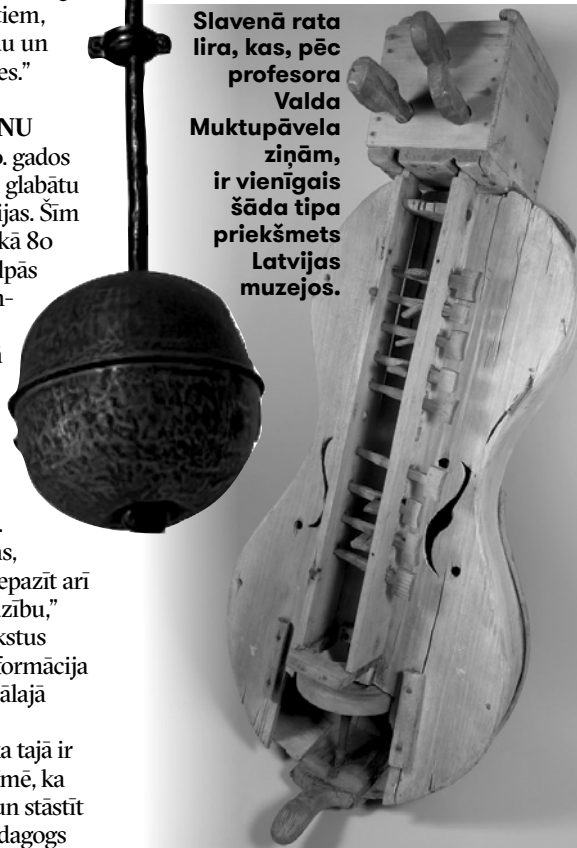 tiem,
u un
es.”
NU
o. gados
glabātu
ijas. Šīm
kā 80
lpās
n-
epazīt arī
zību,”
kstus
formācija
ālajā
ka tajā ir
mē, ka
un stāstīt
dagogs
Slavenā rata
lira, kas, pēc
profesora
Valda
Muktupāvela
ziņām,
ir vienīgais
šāda tipa
priekšmets
Latvijas
muzejos.